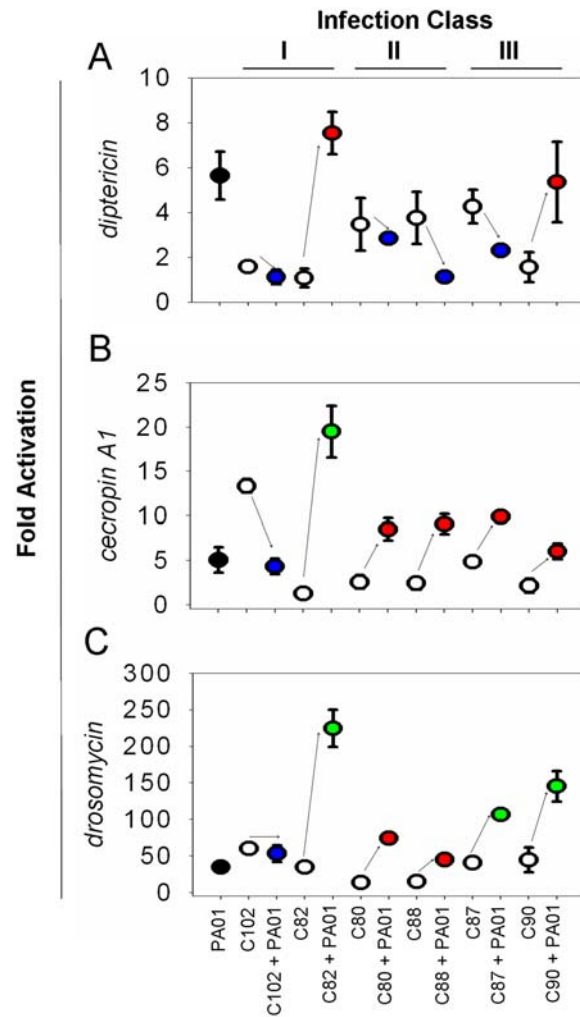 Infection Class
I II III
A
Fold Activation
diptericin
10
8
6
4
2
0
B
cecropin A1
25
20
15
10
5
0
C
drosomycin
300
250
200
150
100
50
0
PA01
C102
C102 + PA01
C82
C82 + PA01
C80
C80 + PA01
C88
C88 + PA01
C87
C87 + PA01
C90
C90 + PA01